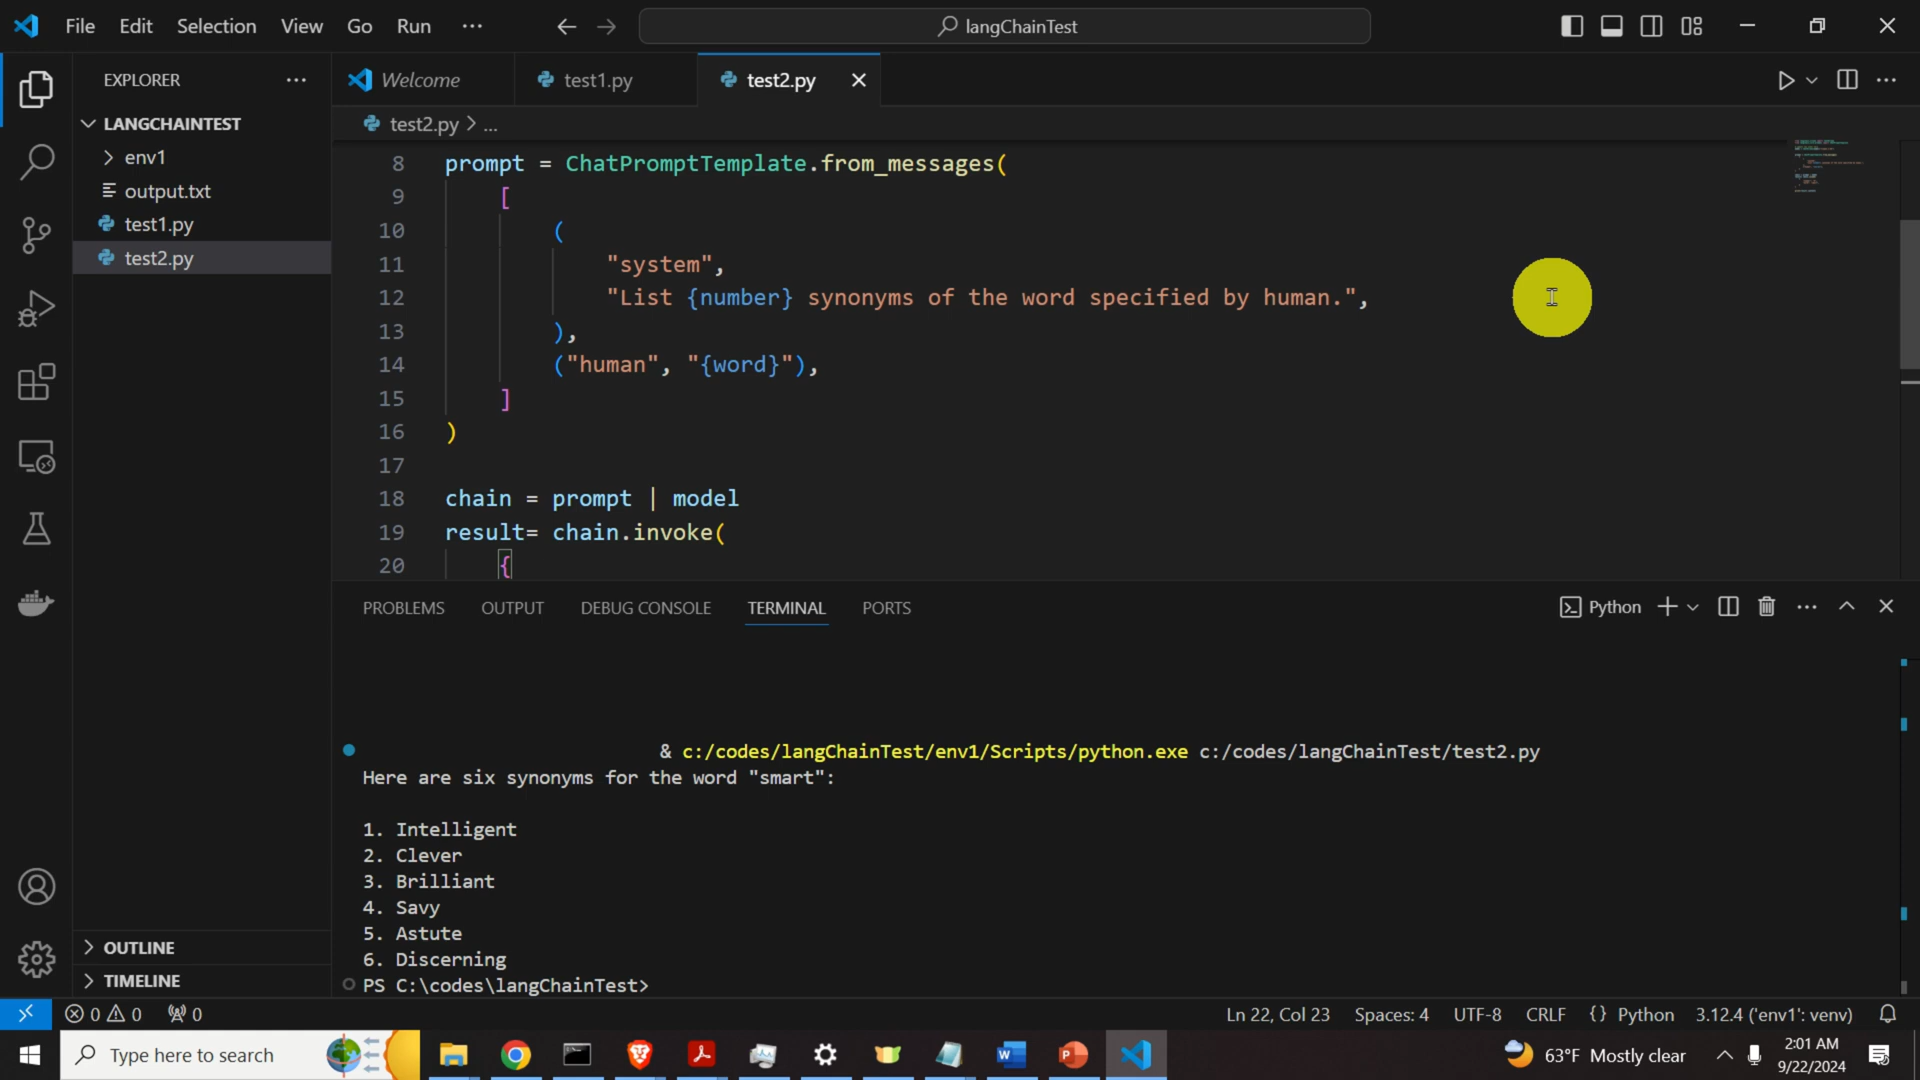 File Edit Selection View Go Run ...
langChainTest
EXPLORER ...
Welcome
test1.py
test2.py
LANGCHAINTEST
env1
output.txt
test1.py
test2.py
test2.py > ...
8 prompt = ChatPromptTemplate.from_messages(
9 [
10 (
11 "system",
12 "List {number} synonyms of the word specified by human.",
13 ),
14 ("human", "{word}"),
15 ]
16 )
17
18 chain = prompt | model
19 result= chain.invoke(
20 {
PROBLEMS OUTPUT DEBUG CONSOLE TERMINAL PORTS
Python
& c:/codes/langChainTest/env1/Scripts/python.exe c:/codes/langChainTest/test2.py
Here are six synonyms for the word "smart":
1. Intelligent
2. Clever
3. Brilliant
4. Savy
5. Astute
6. Discerning
PS C:\codes\langChainTest>
OUTLINE
TIMELINE
0 0 0
Ln 22, Col 23 Spaces: 4 UTF-8 CRLF {} Python 3.12.4 ('env1': venv)
Type here to search
63°F Mostly clear
2:01 AM
9/22/2024